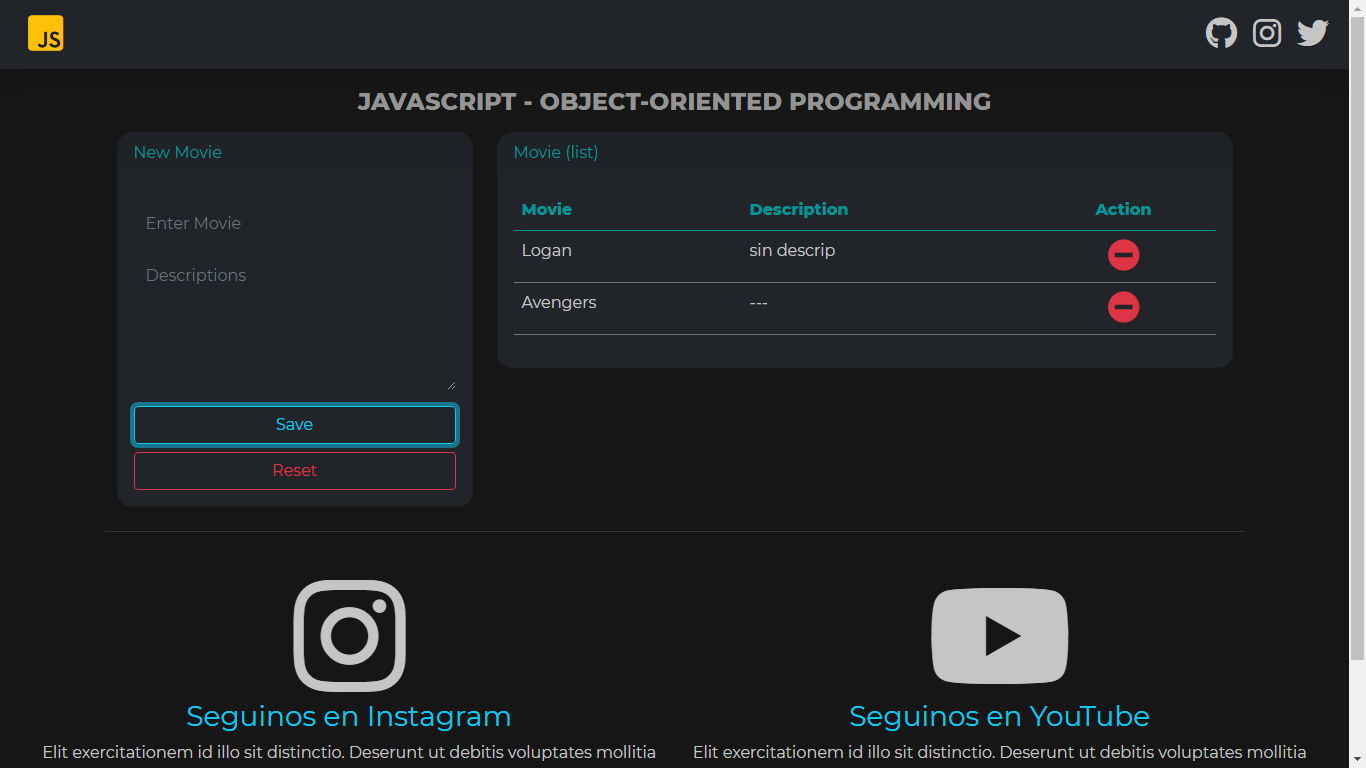 JS
JAVASCRIPT - OBJECT-ORIENTED PROGRAMMING
New Movie
Enter Movie
Descriptions
Save
Reset
Movie (list)
Movie Description Action
Logan sin descrip
Avengers ---
Seguinos en Instagram
Elit exercitationem id illo sit distinctio. Deserunt ut debitis voluptates mollitia
Seguinos en YouTube
Elit exercitationem id illo sit distinctio. Deserunt ut debitis voluptates mollitia